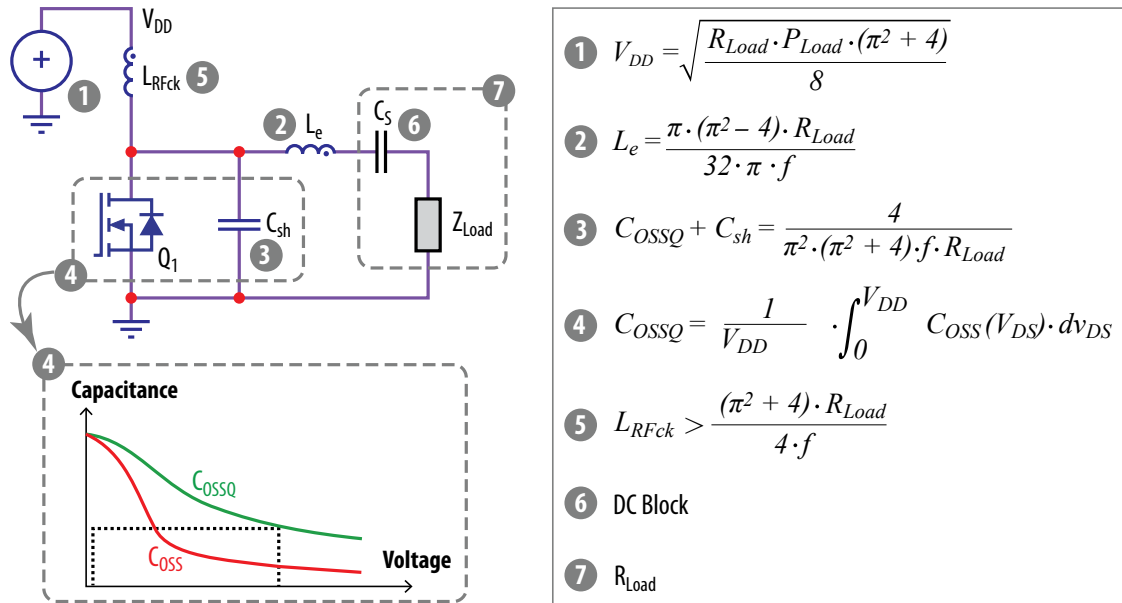 V_DD
+
1
L_RFck 5
7
2 L_e
C_S 6
C_sh
3
Q_1
Z_Load
4
4
Capacitance
C_OSSQ
C_OSS
Voltage
1 V_DD = √(R_Load · P_Load · (π² + 4) / 8)
2 L_e = π · (π² – 4) · R_Load / 32 · π · f
3 C_OSSQ + C_sh = 4 / π² · (π² + 4) · f · R_Load
4 C_OSSQ = 1 / V_DD · ∫_0^V_DD C_OSS (V_DS) · dv_DS
5 L_RFck > (π² + 4) · R_Load / 4 · f
6 DC Block
7 R_Load